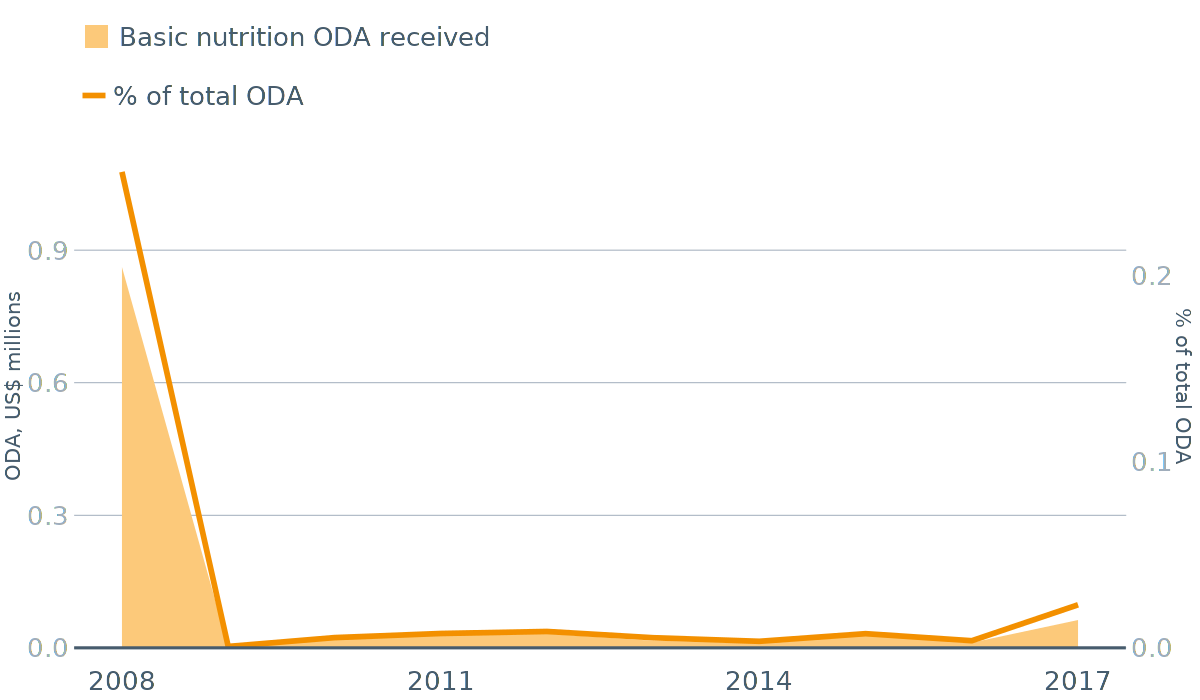 Basic nutrition ODA received
% of total ODA
0.9
0.6
0.3
0.0
ODA, US$ millions
0.2
0.1
0.0
% of total ODA
2008
2011
2014
2017